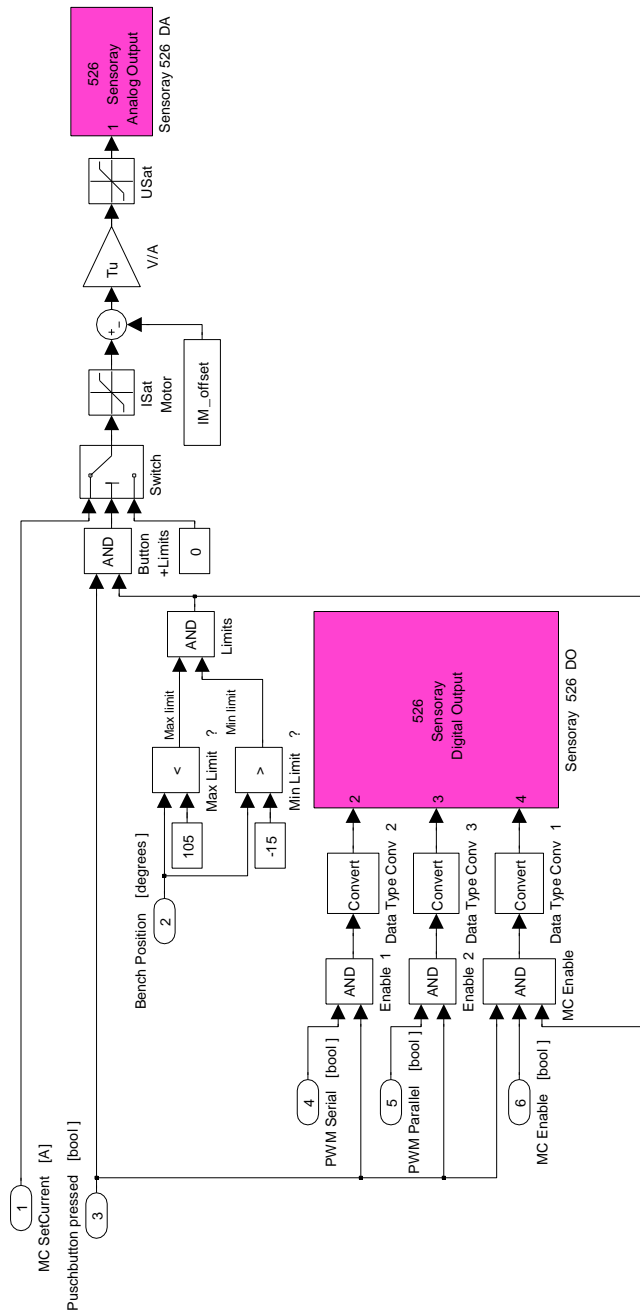 1
MC SetCurrent [A]
3
Puschbutton pressed [bool]
AND
Button
+Limits
0
Switch
ISat
Motor
IM_offset
+
-
Tu
V/A
USat
1
526
Sensoray
Analog Output
Sensoray 526 DA
2
Bench Position [degrees]
105
<
Max Limit ?
-15
>
Min Limit ?
Max limit
Min limit
AND
Limits
4
PWM Serial [bool]
AND
Enable 1
Convert
Data Type Conv 2
2
5
PWM Parallel [bool]
AND
Enable 2
Convert
Data Type Conv 3
3
6
MC Enable [bool]
AND
MC Enable
Convert
Data Type Conv 1
4
526
Sensoray
Digital Output
Sensoray 526 DO